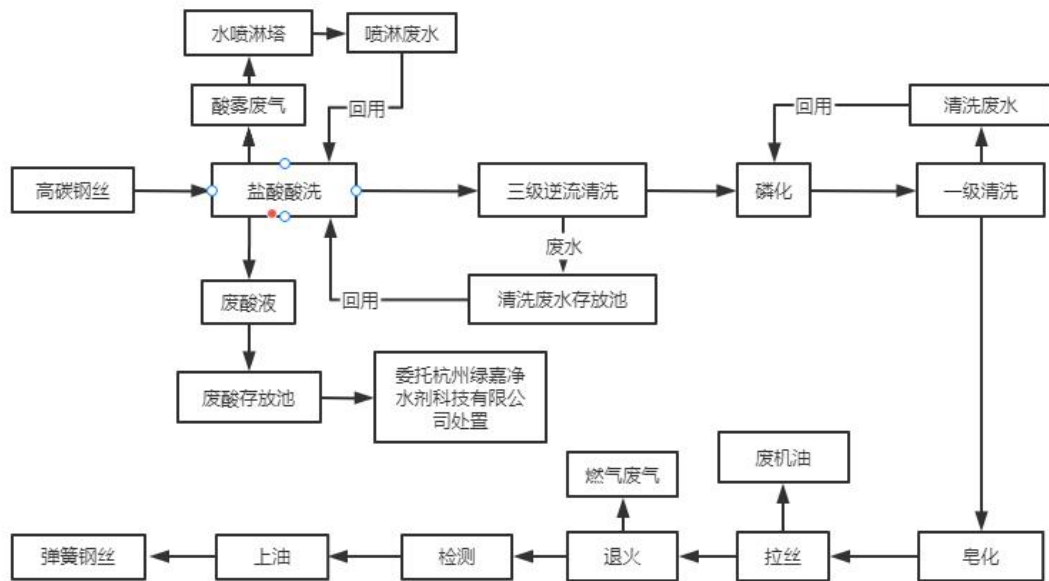 水喷淋塔
喷淋废水
酸雾废气
回用
回用
清洗废水
高碳钢丝
盐酸酸洗
三级逆流清洗
磷化
一级清洗
废水
废酸液
回用
清洗废水存放池
废酸存放池
委托杭州绿嘉净
水剂科技有限公
司处置
燃气废气
废机油
弹簧钢丝
上油
检测
退火
拉丝
皂化